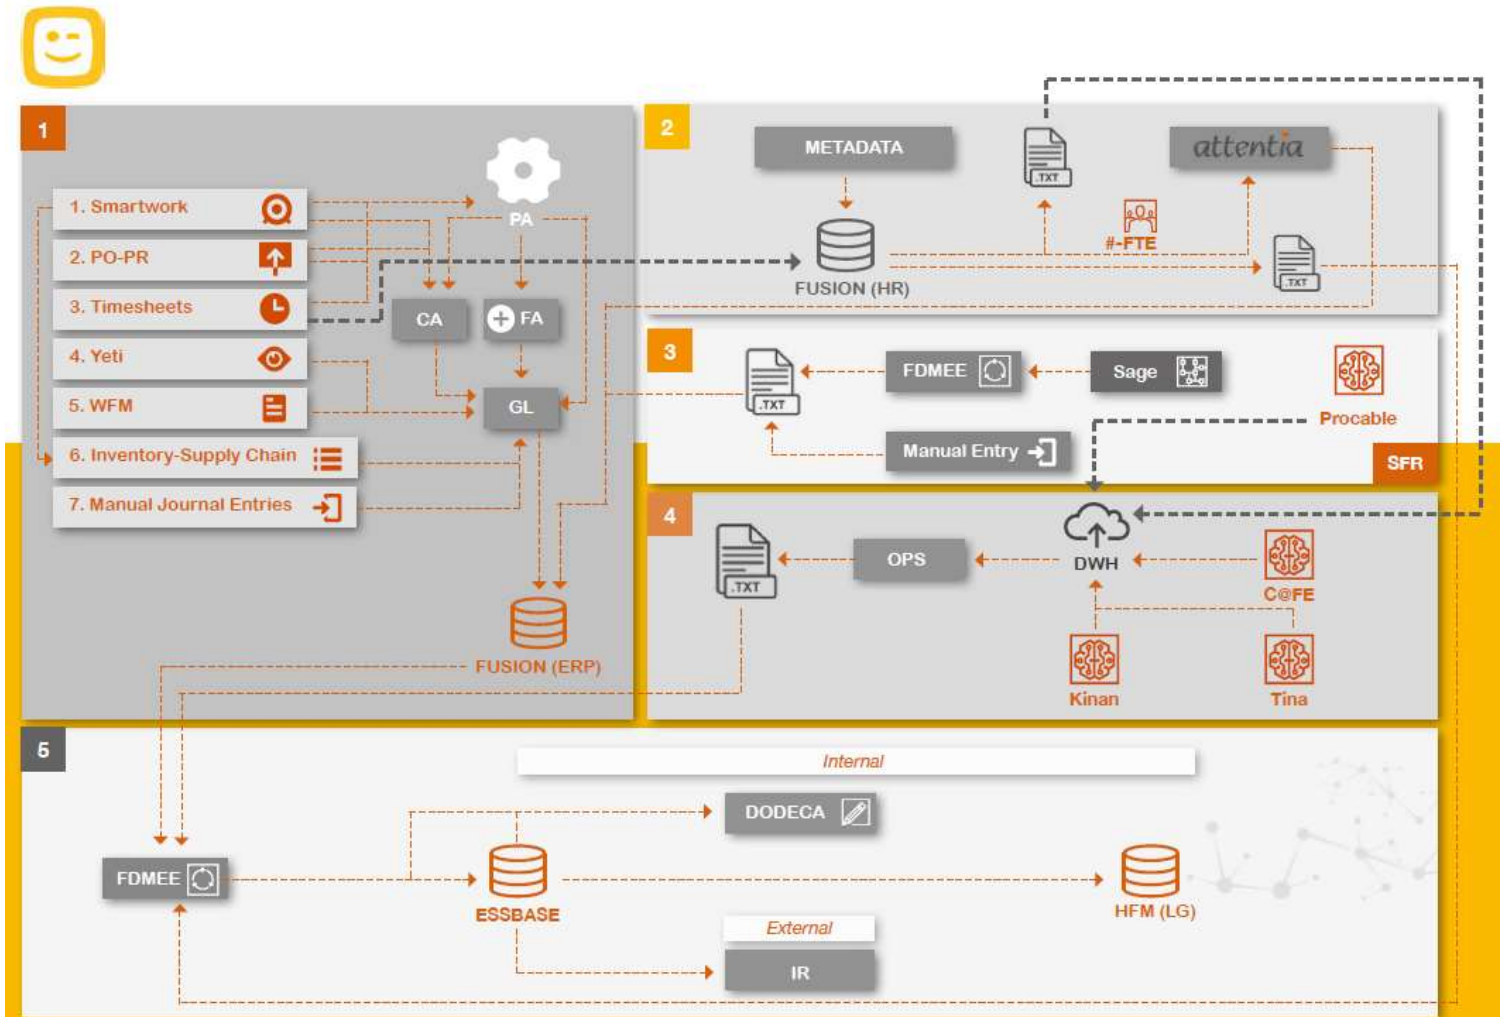 1
PA
1. Smartwork
2. PO-PR
3. Timesheets
4. Yeti
5. WFM
6. Inventory-Supply Chain
7. Manual Journal Entries
CA
FA
GL
FUSION (ERP)
2
METADATA
.TXT
attentia
#-FTE
FUSION (HR)
.TXT
3
.TXT
FDMEE
Sage
Procable
Manual Entry
SFR
4
.TXT
OPS
DWH
C@FE
Kinan
Tina
5
Internal
DODECA
FDMEE
ESSBASE
HFM (LG)
External
IR